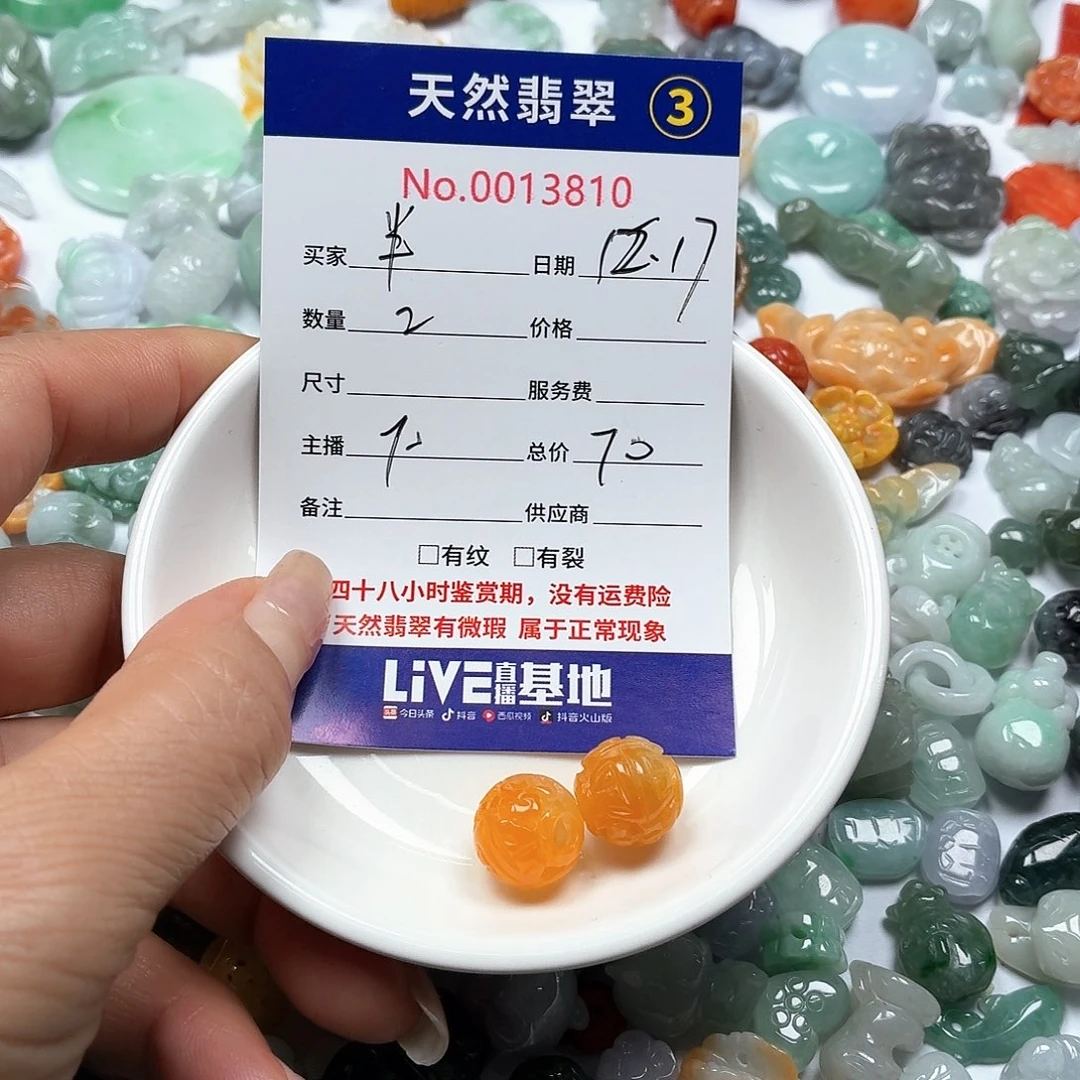 天然翡翠 3
No.0013810
买家 半 日期 12.17
数量 2 价格
尺寸 服务费
主播 总价 70
备注 供应商
□有纹 □有裂
四十八小时鉴赏期，没有运费险
天然翡翠有微瑕 属于正常现象
LiVE直播基地
头条 今日头条 抖音 西瓜视频 抖音火山版